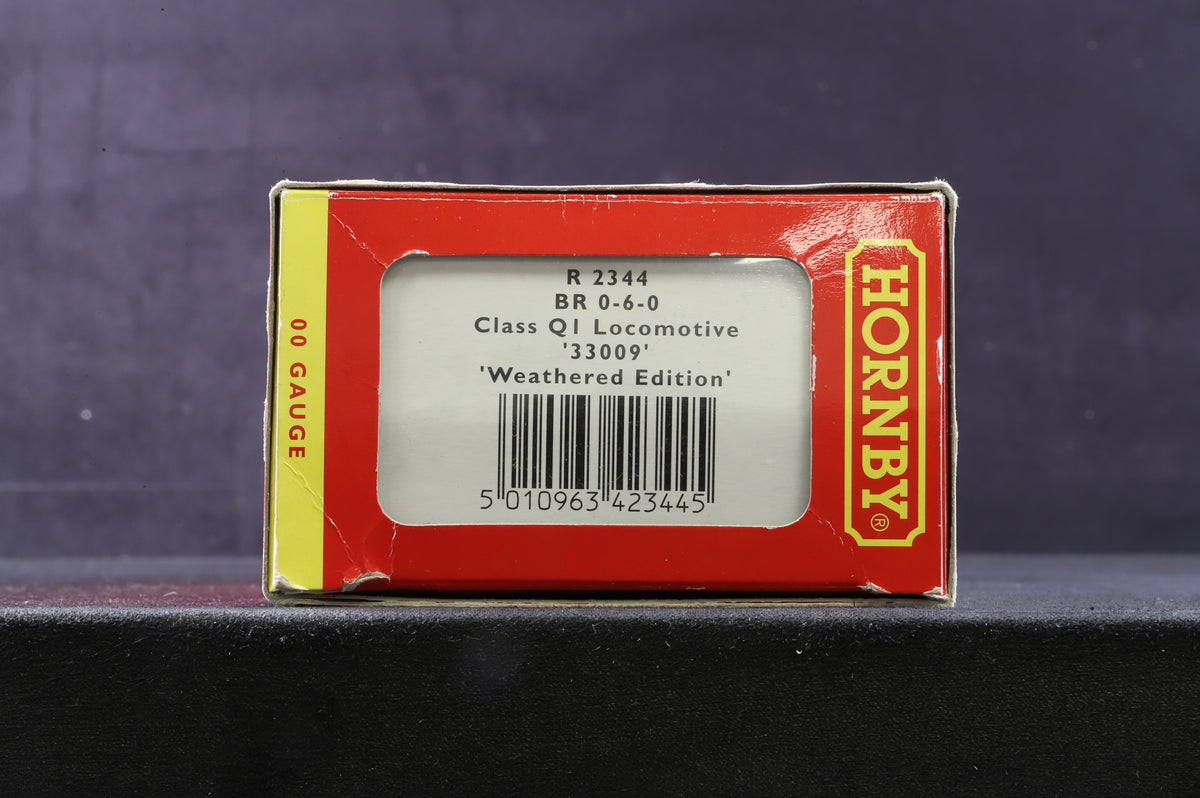 00 GAUGE
R 2344
BR 0-6-0
Class Q1 Locomotive
'33009'
'Weathered Edition'
5 010963 423445
HORNBY®